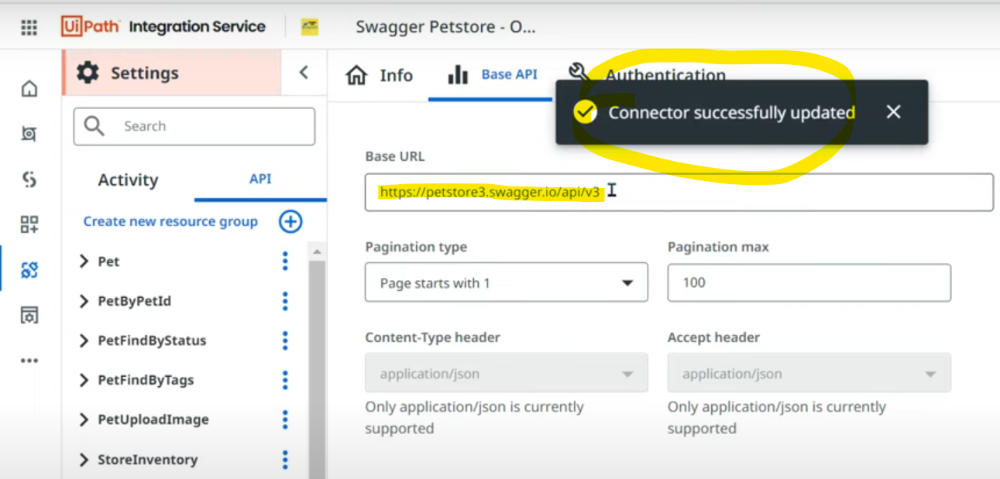 UiPath Integration Service
Swagger Petstore - O...
Settings
Info
Base API
Authentication
Connector successfully updated
Search
Activity
API
Create new resource group
Pet
PetByPetId
PetFindByStatus
PetFindByTags
PetUploadImage
StoreInventory
Base URL
https://petstore3.swagger.io/api/v3
Pagination type
Pagination max
Page starts with 1
100
Content-Type header
Accept header
application/json
application/json
Only application/json is currently
supported
Only application/json is currently
supported